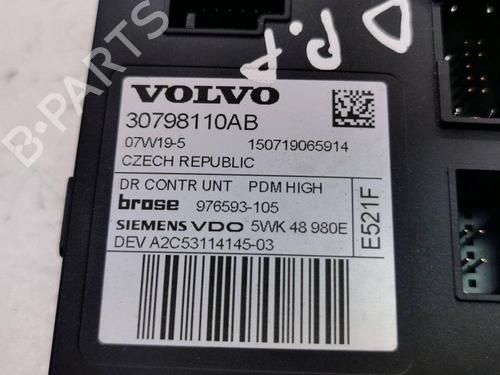 D P.A
VOLVO
30798110AB
07W19-5 150719065914
CZECH REPUBLIC
DR CONTR UNT PDM HIGH
brose 976593-105
SIEMENS VDO 5WK 48 980E
DEV A2C53114145-03
E521F
B-PARTS